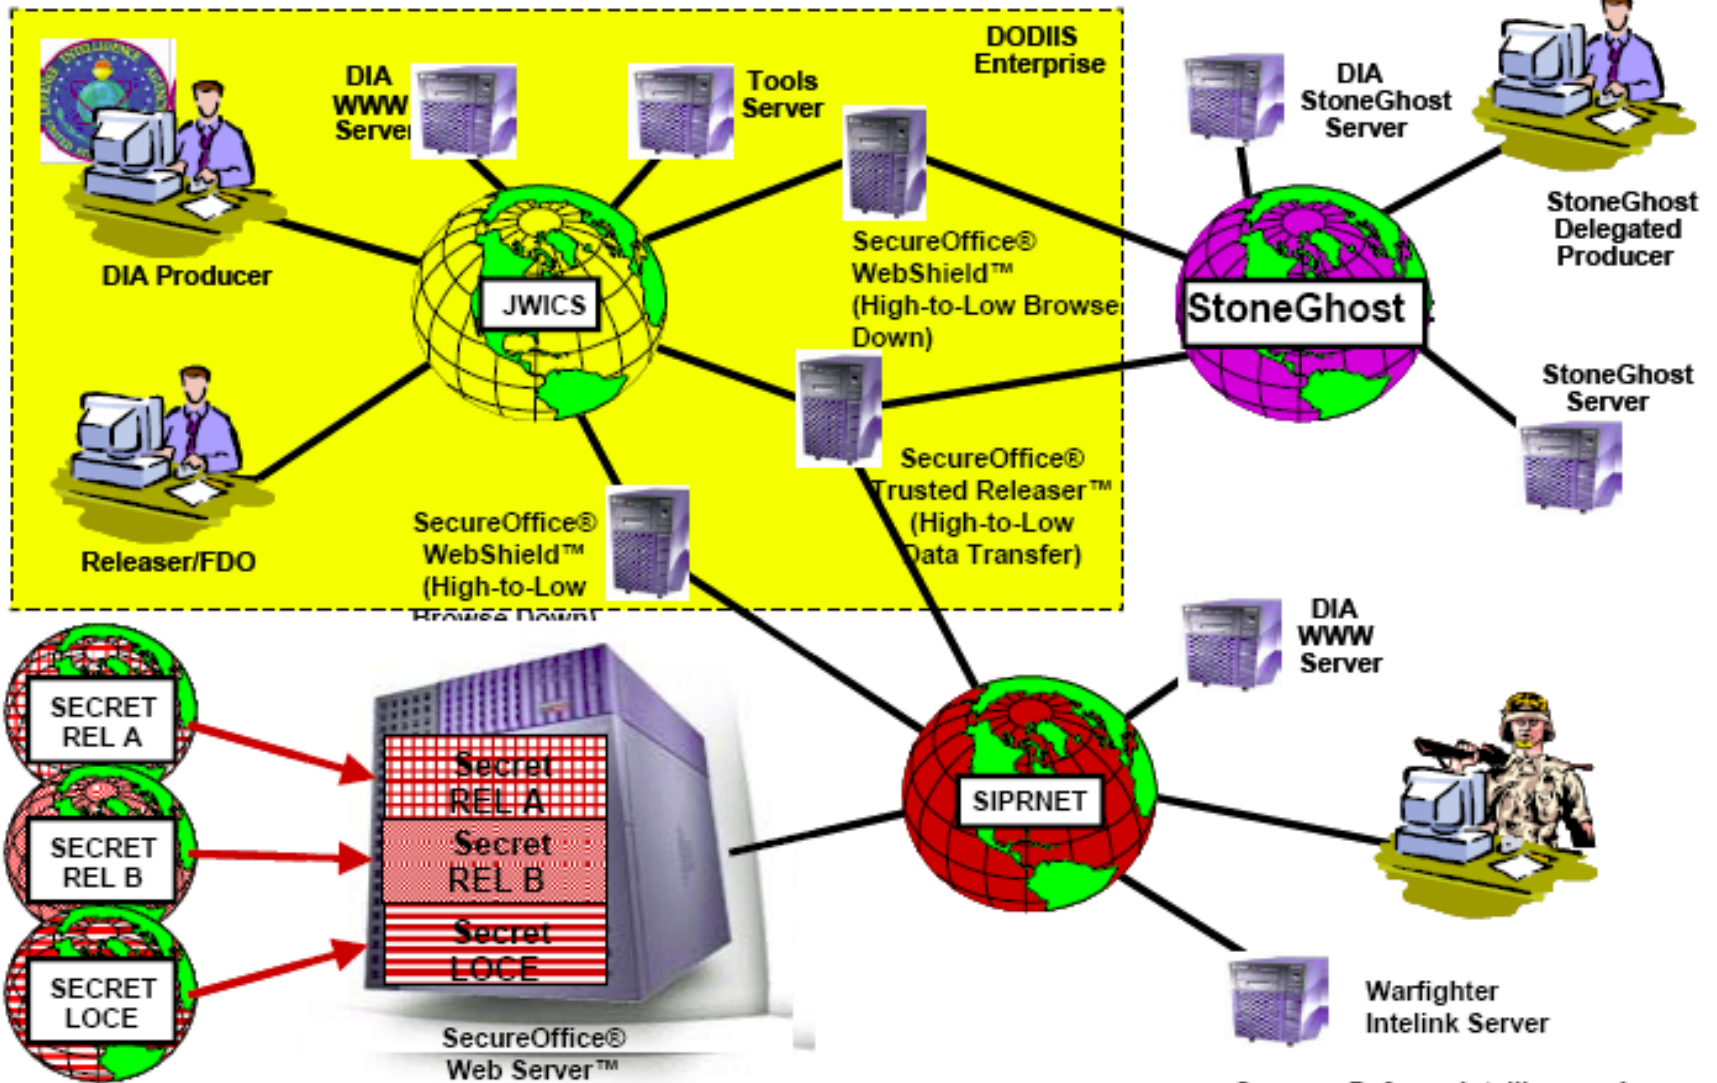 DODIIS
Enterprise
DIA
WWW
Server
Tools
Server
DIA
StoneGhost
Server
DIA Producer
JWICS
SecureOffice®
WebShield™
(High-to-Low Browse
Down)
StoneGhost
StoneGhost
Delegated
Producer
StoneGhost
Server
Releaser/FDO
SecureOffice®
WebShield™
(High-to-Low
Browse Down)
SecureOffice®
Trusted Releaser™
(High-to-Low
Data Transfer)
DIA
WWW
Server
SECRET
REL A
SECRET
REL B
SECRET
LOCE
Secret
REL A
Secret
REL B
Secret
LOCE
SecureOffice®
Web Server™
SIPRNET
Warfighter
Intelink Server